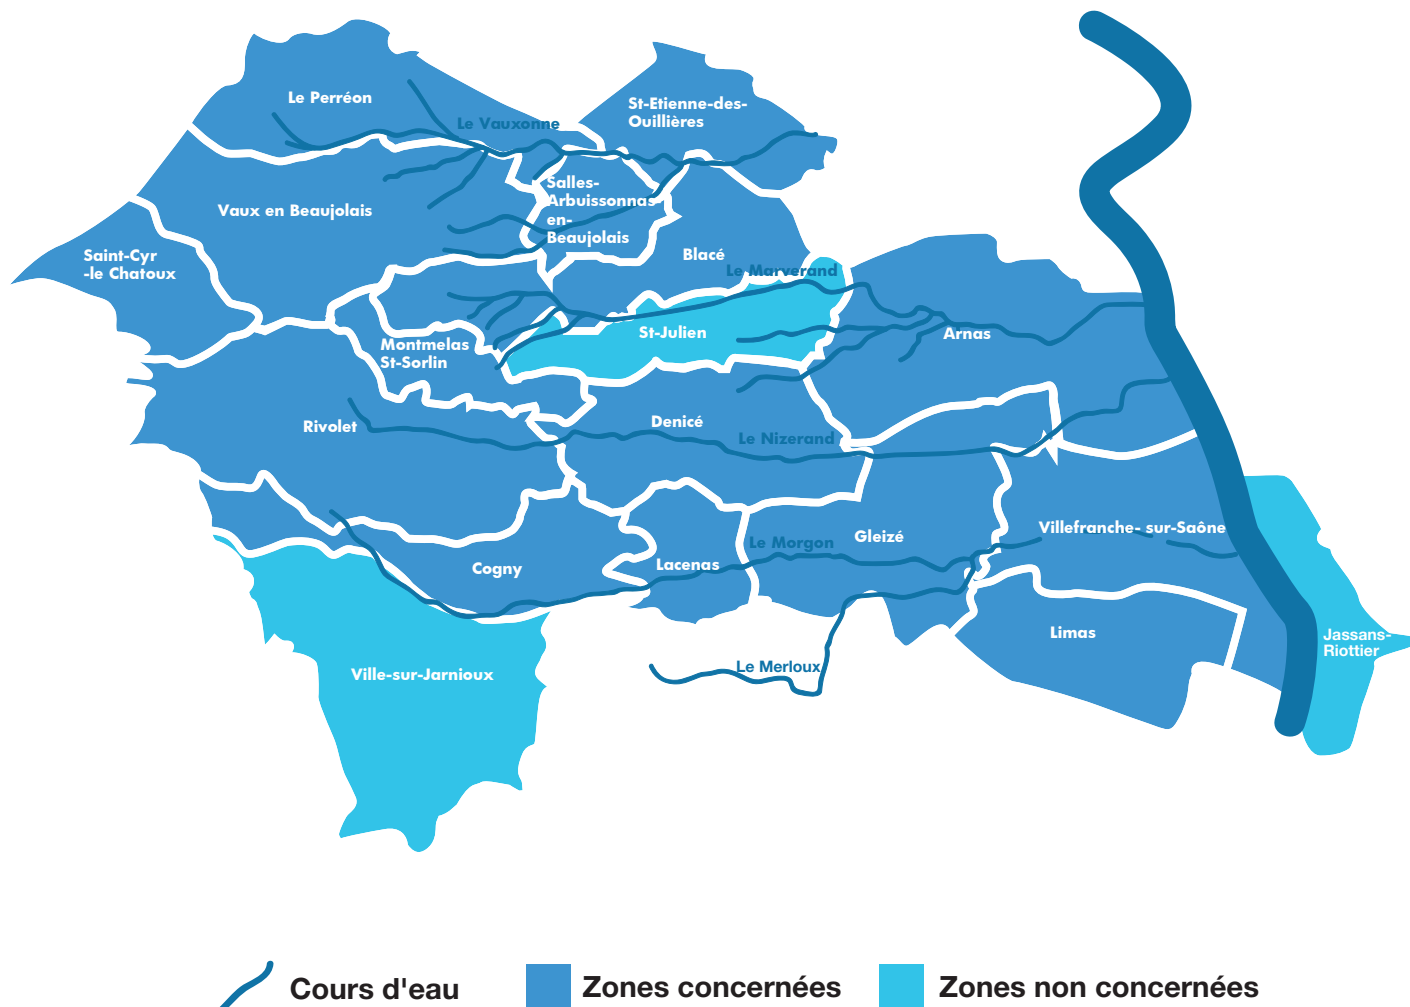 Le Perréon
St-Etienne-des-
Ouillières
Le Vauxonne
Salles-
Arbuissonnas-
en-
Beaujolais
Vaux en Beaujolais
Saint-Cyr
-le Chatoux
Blacé
Le Marverand
St-Julien
Arnas
Montmelas
St-Sorlin
Rivolet
Denicé
Le Nizerand
Villefranche- sur-Saône
Gleizé
Le Morgon
Lacenas
Cogny
Limas
Jassans-
Riottier
Le Merloux
Ville-sur-Jarnioux
Cours d'eau
Zones concernées
Zones non concernées